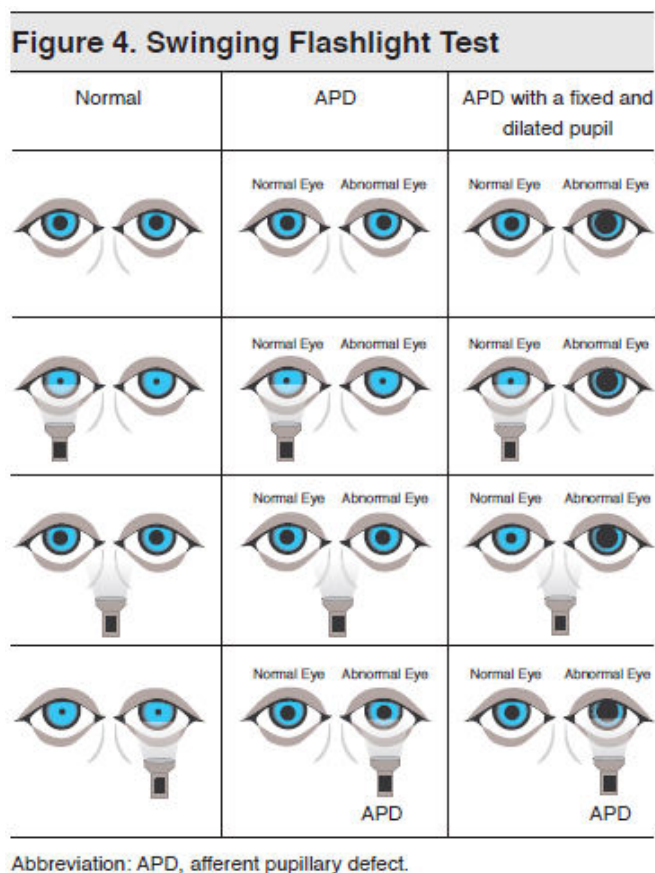 Figure 4. Swinging Flashlight Test
Normal
APD
APD with a fixed and
dilated pupil
Normal Eye Abnormal Eye
Normal Eye Abnormal Eye
Normal Eye Abnormal Eye
Normal Eye Abnormal Eye
Normal Eye Abnormal Eye
Normal Eye Abnormal Eye
Normal Eye Abnormal Eye
Normal Eye Abnormal Eye
APD
APD
Abbreviation: APD, afferent pupillary defect.